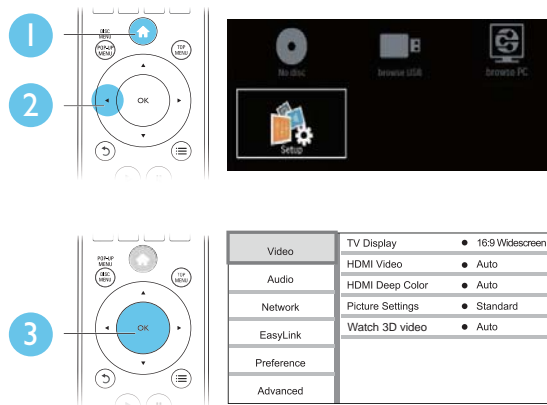 1
DISC
MENU
POP-UP
MENU
TOP
MENU
2
OK
No disc
browse USB
browse PC
Setup
POP-UP
MENU
DISC
MENU
TOP
MENU
3
OK
Video
Audio
Network
EasyLink
Preference
Advanced
TV Display • 16:9 Widescreen
HDMI Video • Auto
HDMI Deep Color • Auto
Picture Settings • Standard
Watch 3D video • Auto